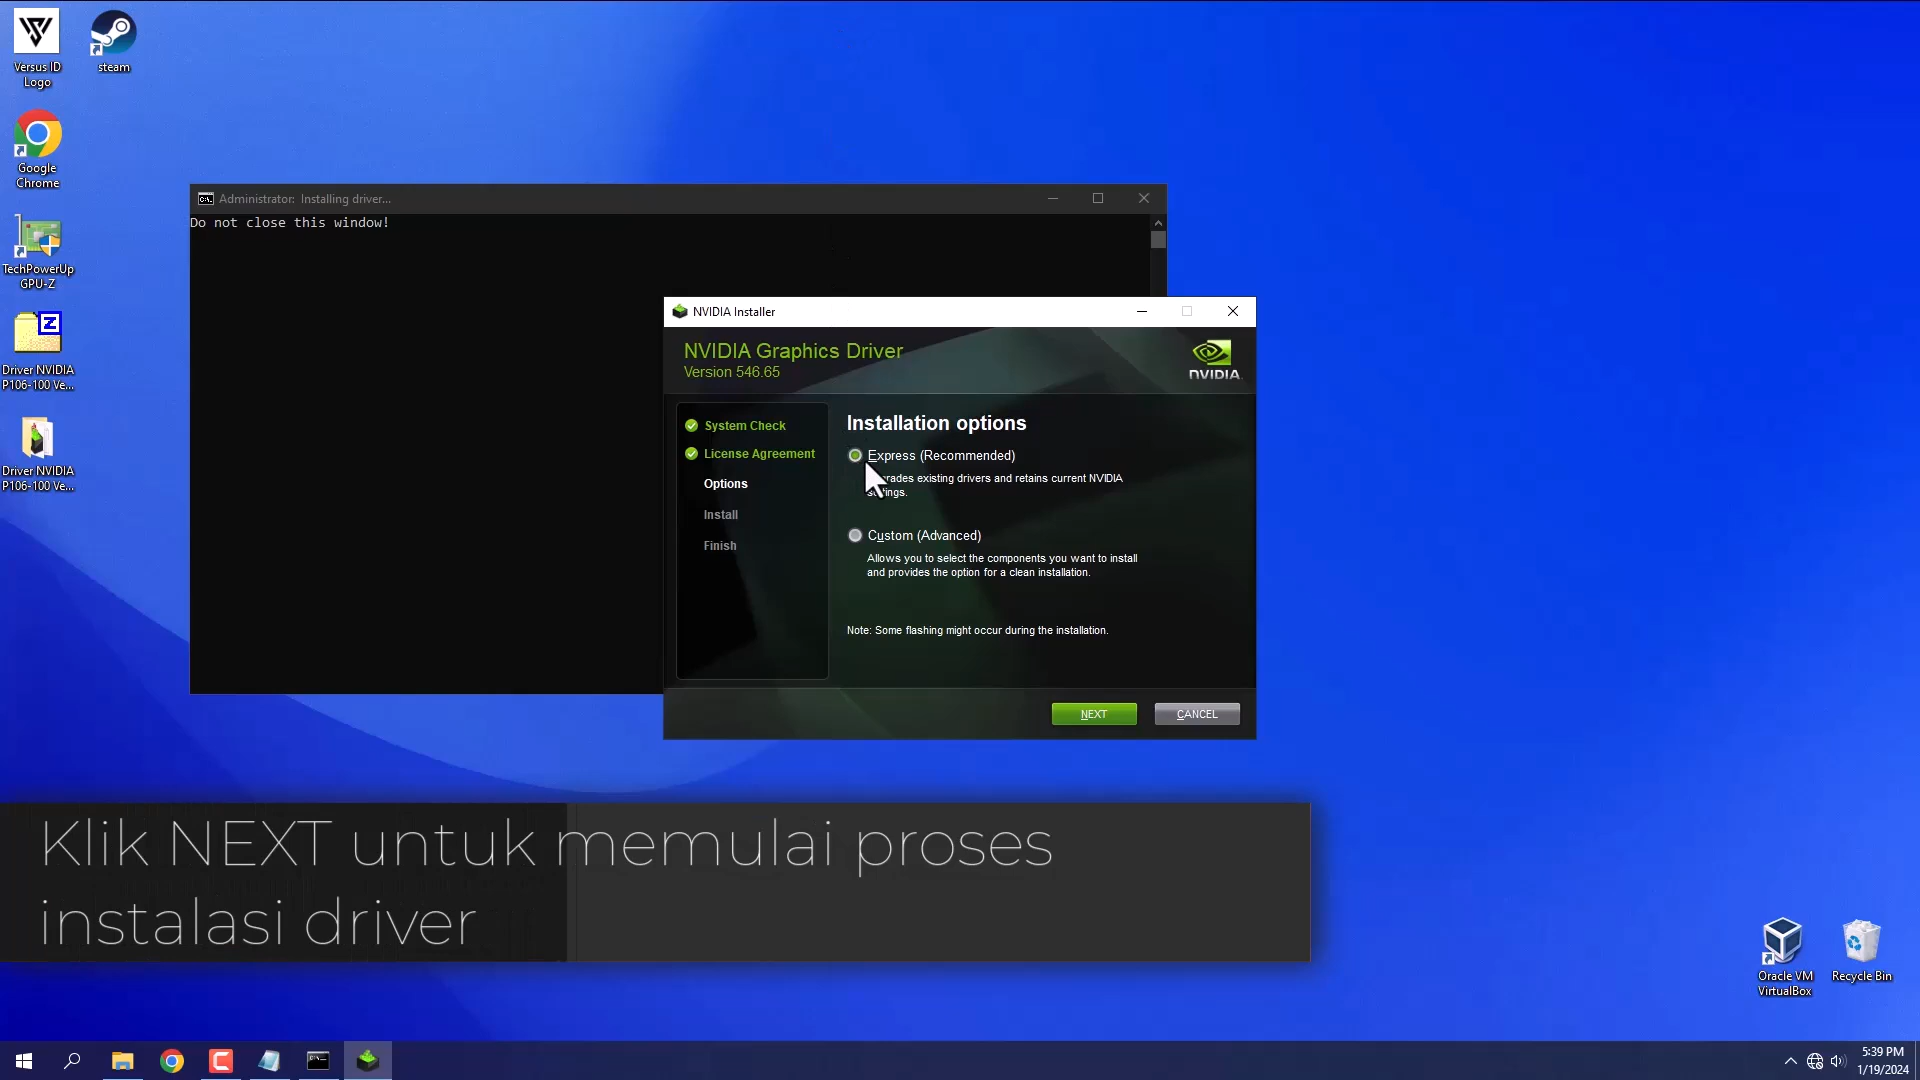 Versus ID
Logo
steam
Google
Chrome
TechPowerUp
GPU-Z
Driver NVIDIA
P106-100 Ve...
Driver NVIDIA
P106-100 Ve...
Administrator:  Installing driver...
Do not close this window!
NVIDIA Installer
NVIDIA Graphics Driver
Version 546.65
NVIDIA.
System Check
License Agreement
Options
Install
Finish
Installation options
Express (Recommended)
existing drivers and retains current NVIDIA
Custom (Advanced)
Allows you to select the components you want to install
and provides the option for a clean installation.
Note: Some flashing might occur during the installation.
NEXT
CANCEL
Klik NEXT untuk memulai proses
instalasi driver
Oracle VM
VirtualBox
Recycle Bin
5:39 PM
1/19/2024